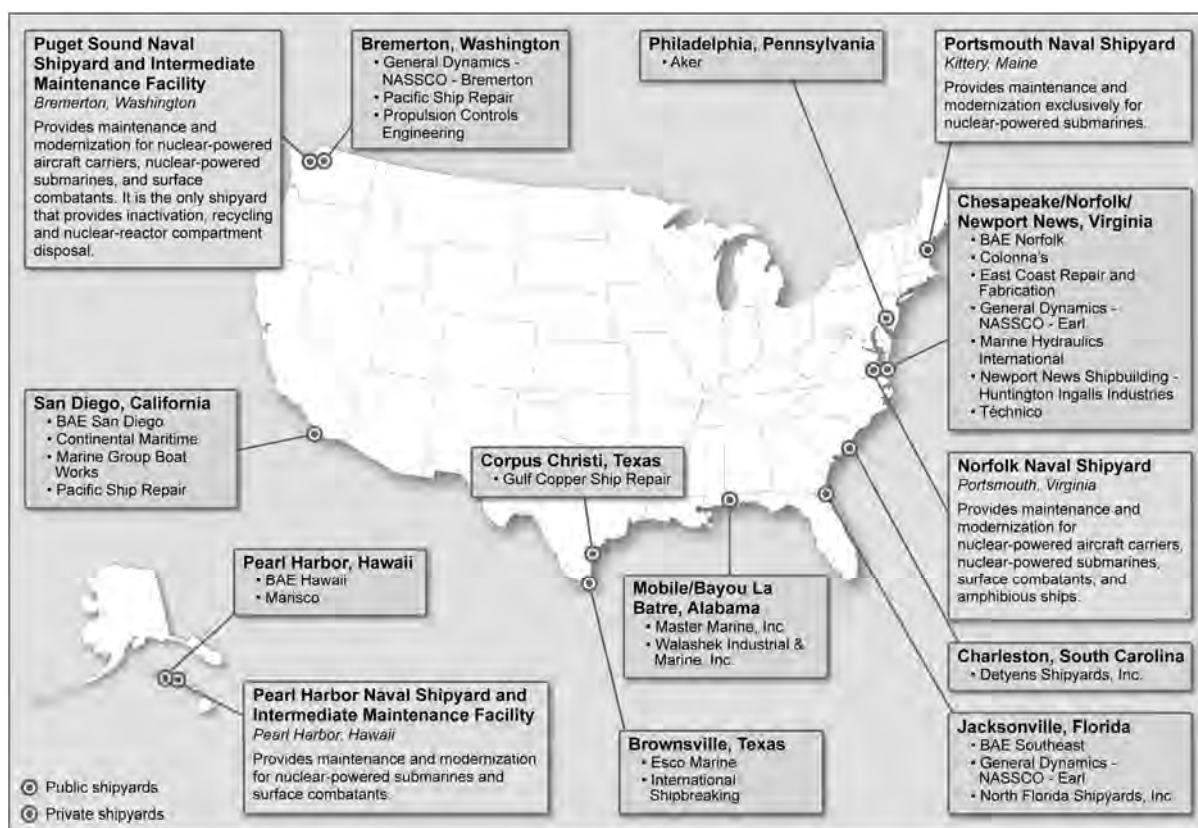 Puget Sound Naval
Shipyard and Intermediate
Maintenance Facility
Bremerton, Washington
Provides maintenance and
modernization for nuclear-powered
aircraft carriers, nuclear-powered
submarines, and surface
combatants. It is the only shipyard
that provides inactivation, recycling
and nuclear-reactor compartment
disposal.
Bremerton, Washington
• General Dynamics -
NASSCO - Bremerton
• Pacific Ship Repair
• Propulsion Controls
Engineering
Philadelphia, Pennsylvania
• Aker
Portsmouth Naval Shipyard
Kittery, Maine
Provides maintenance and
modernization exclusively for
nuclear-powered submarines.
Chesapeake/Norfolk/
Newport News, Virginia
• BAE Norfolk
• Colonna's
• East Coast Repair and
Fabrication
• General Dynamics -
NASSCO - Earl
• Marine Hydraulics
International
• Newport News Shipbuilding -
Huntington Ingalls Industries
• Téchnico
San Diego, California
• BAE San Diego
• Continental Maritime
• Marine Group Boat
Works
• Pacific Ship Repair
Corpus Christi, Texas
• Gulf Copper Ship Repair
Norfolk Naval Shipyard
Portsmouth, Virginia
Provides maintenance and
modernization for
nuclear-powered aircraft carriers,
nuclear-powered submarines,
surface combatants, and
amphibious ships.
Pearl Harbor, Hawaii
• BAE Hawaii
• Marisco
Mobile/Bayou La
Batre, Alabama
• Master Marine, Inc.
• Walashek Industrial &
Marine, Inc.
Charleston, South Carolina
• Detyens Shipyards, Inc.
Pearl Harbor Naval Shipyard and
Intermediate Maintenance Facility
Pearl Harbor, Hawaii
Provides maintenance and modernization
for nuclear-powered submarines and
surface combatants.
Brownsville, Texas
• Esco Marine
• International
Shipbreaking
Jacksonville, Florida
• BAE Southeast
• General Dynamics -
NASSCO - Earl
• North Florida Shipyards, Inc.
Public shipyards
Private shipyards